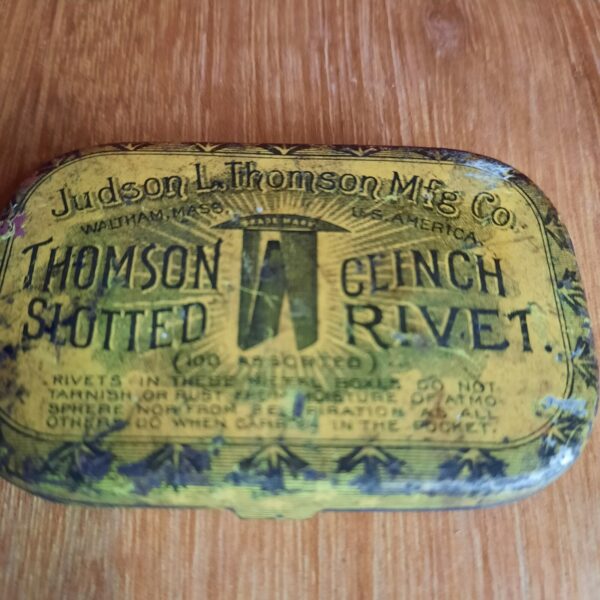 Judson L. Thomson Mfg Co.
WALTHAM, MASS. U.S. AMERICA.
TRADE MARK
THOMSON CLINCH
SLOTTED RIVET.
(100 ASSORTED)
RIVETS IN THESE METAL BOXES DO NOT
TARNISH OR RUST FROM MOISTURE OF ATMO-
SPHERE NOR FROM RESPIRATION AS ALL
OTHERS DO WHEN CARRIED IN THE POCKET.